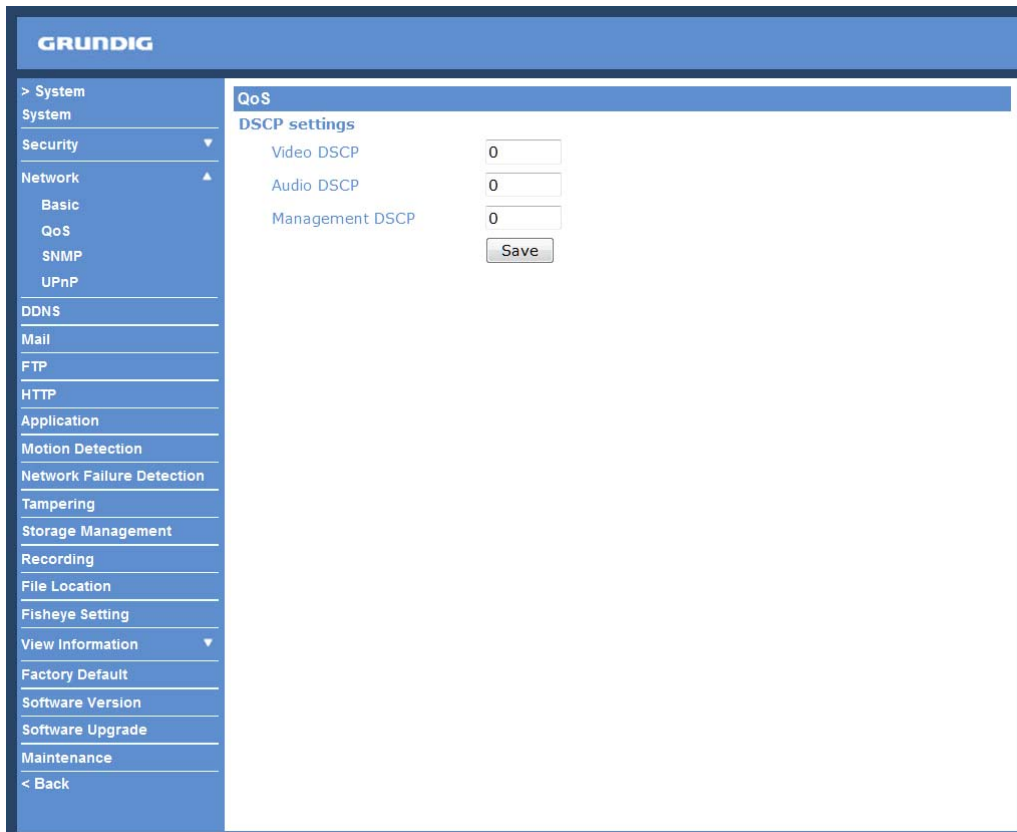 GRUNDIG
> System
System
Security
Network
Basic
QoS
SNMP
UPnP
DDNS
Mail
FTP
HTTP
Application
Motion Detection
Network Failure Detection
Tampering
Storage Management
Recording
File Location
Fisheye Setting
View Information
Factory Default
Software Version
Software Upgrade
Maintenance
< Back
QoS
DSCP settings
Video DSCP 0
Audio DSCP 0
Management DSCP 0
Save